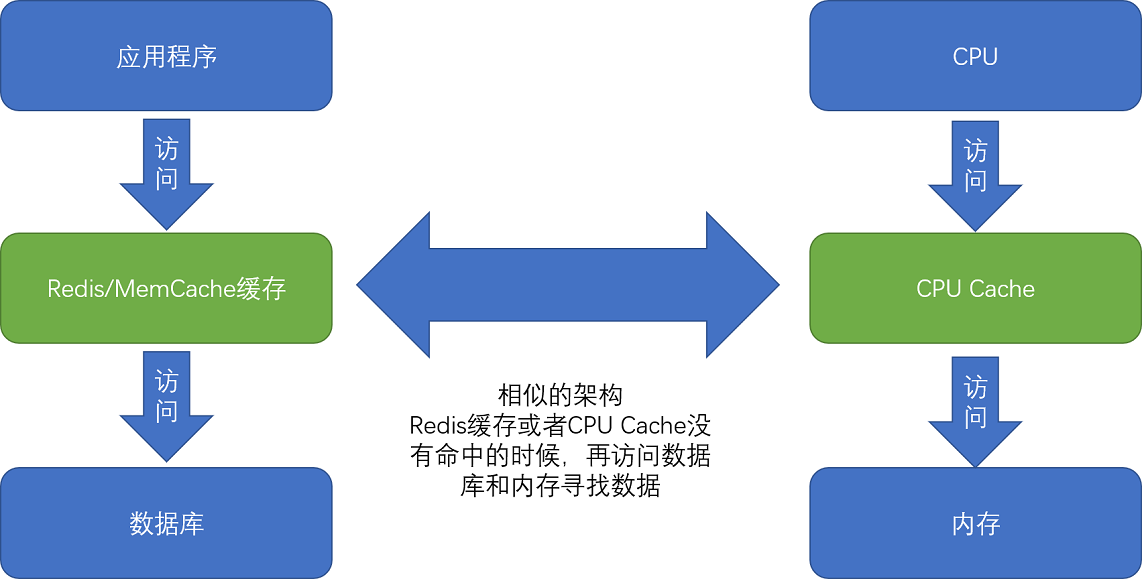 应用程序
CPU
访
问
访
问
Redis/MemCache缓存
CPU Cache
访
问
访
问
相似的架构
Redis缓存或者CPU Cache没
有命中的时候，再访问数据
库和内存寻找数据
数据库
内存